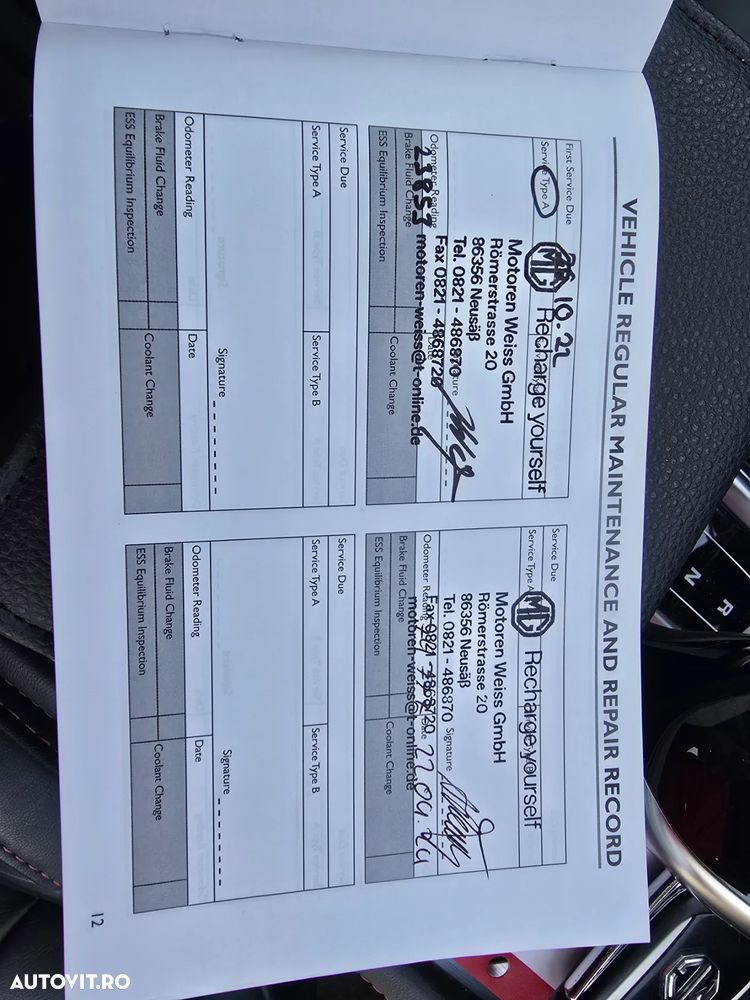 VEHICLE REGULAR MAINTENANCE AND REPAIR RECORD
First Service Due
Service Type A
10.22
MG Recharge yourself
Motoren Weiss GmbH
Römerstrasse 20
86356 Neusäß
Tel. 0821 - 486870
Fax 0821 - 4868720
motoren-weiss@t-online.de
Odometer Reading
23853
Date
Brake Fluid Change
Coolant Change
ESS Equilibrium Inspection
Service Due
Service Type A
MG Recharge yourself
Motoren Weiss GmbH
Römerstrasse 20
86356 Neusäß
Tel. 0821 - 486870
Signature
Fax 0821 - 4868720
motoren-weiss@t-online.de
Odometer Reading
Date
22 04 24
Brake Fluid Change
Coolant Change
ESS Equilibrium Inspection
Service Due
Service Type A
Service Type B
Signature
Odometer Reading
Date
Brake Fluid Change
Coolant Change
ESS Equilibrium Inspection
Service Due
Service Type A
Service Type B
Signature
Odometer Reading
Date
Brake Fluid Change
Coolant Change
ESS Equilibrium Inspection
12
R
N
MG
AUTOVIT.RO